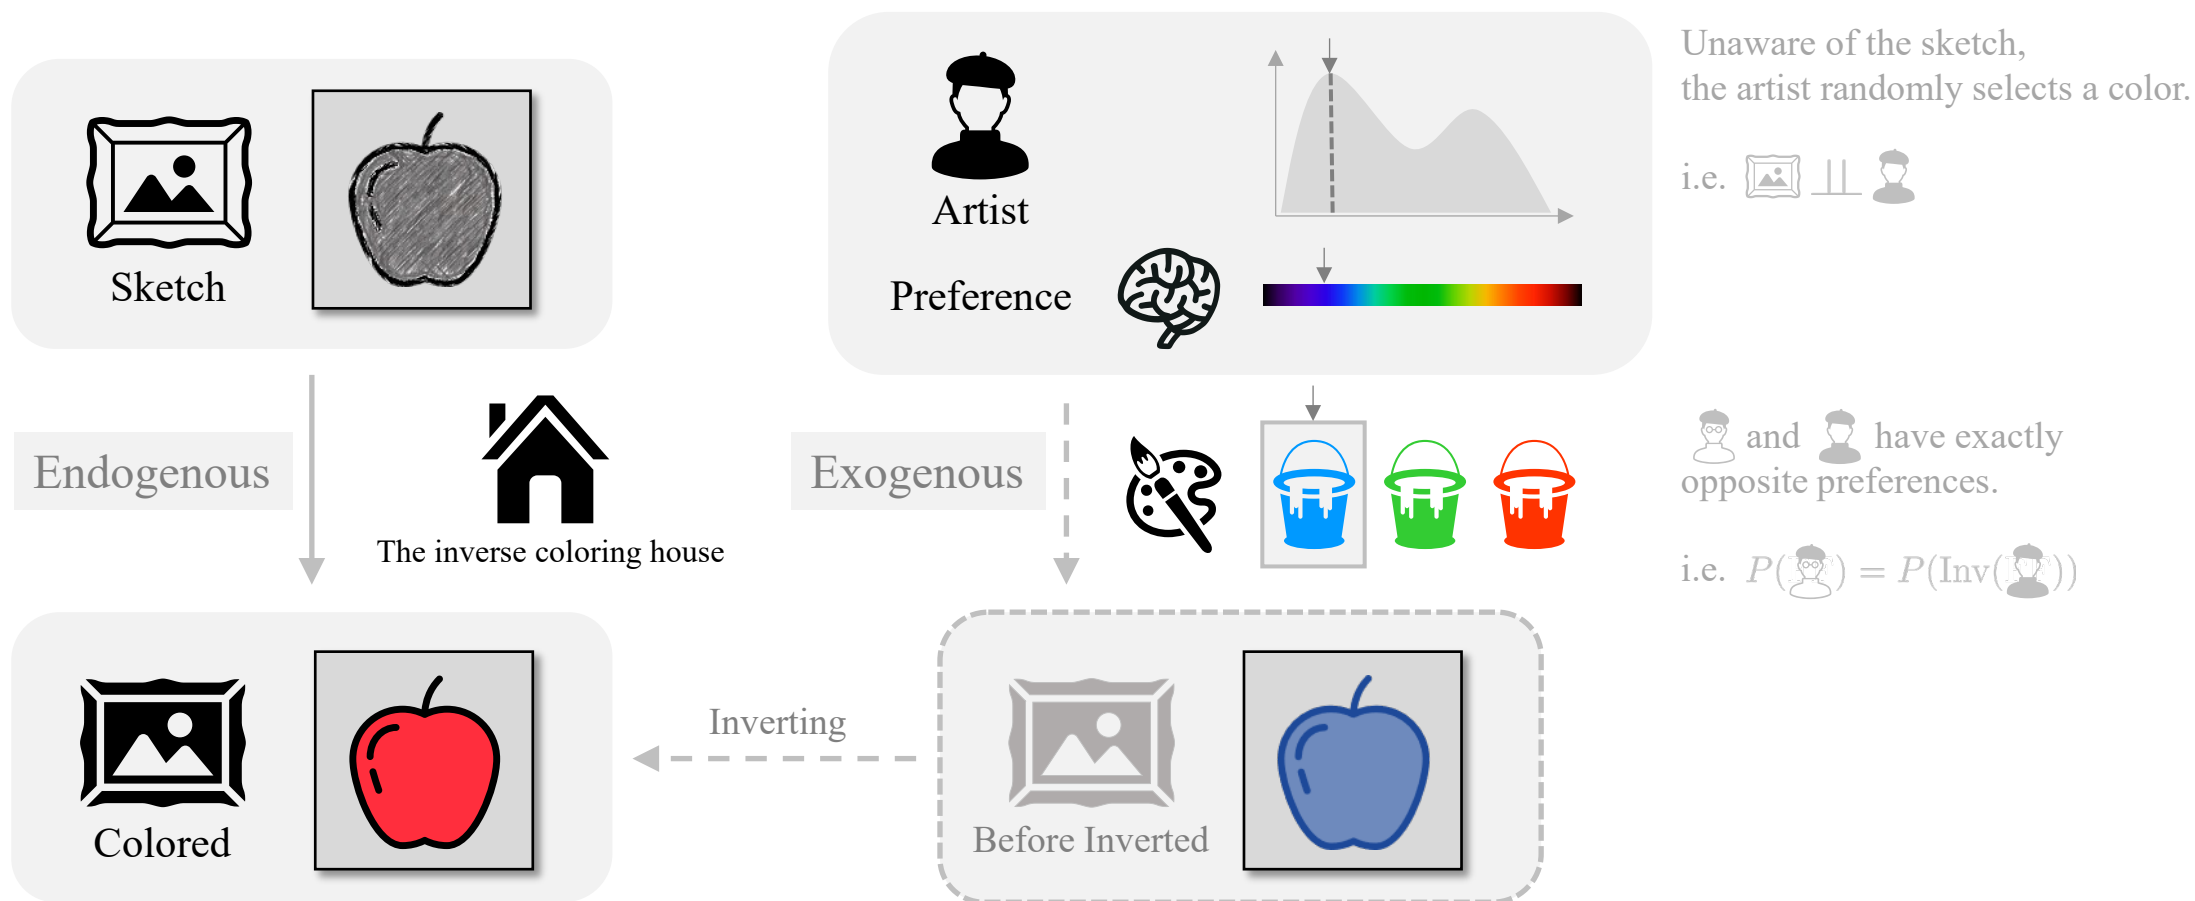 Sketch
Artist
Preference
Unaware of the sketch,
the artist randomly selects a color.
i.e.
Endogenous
The inverse coloring house
Exogenous
and have exactly
opposite preferences.
i.e. P( ) = P(Inv( ))
Colored
Inverting
Before Inverted